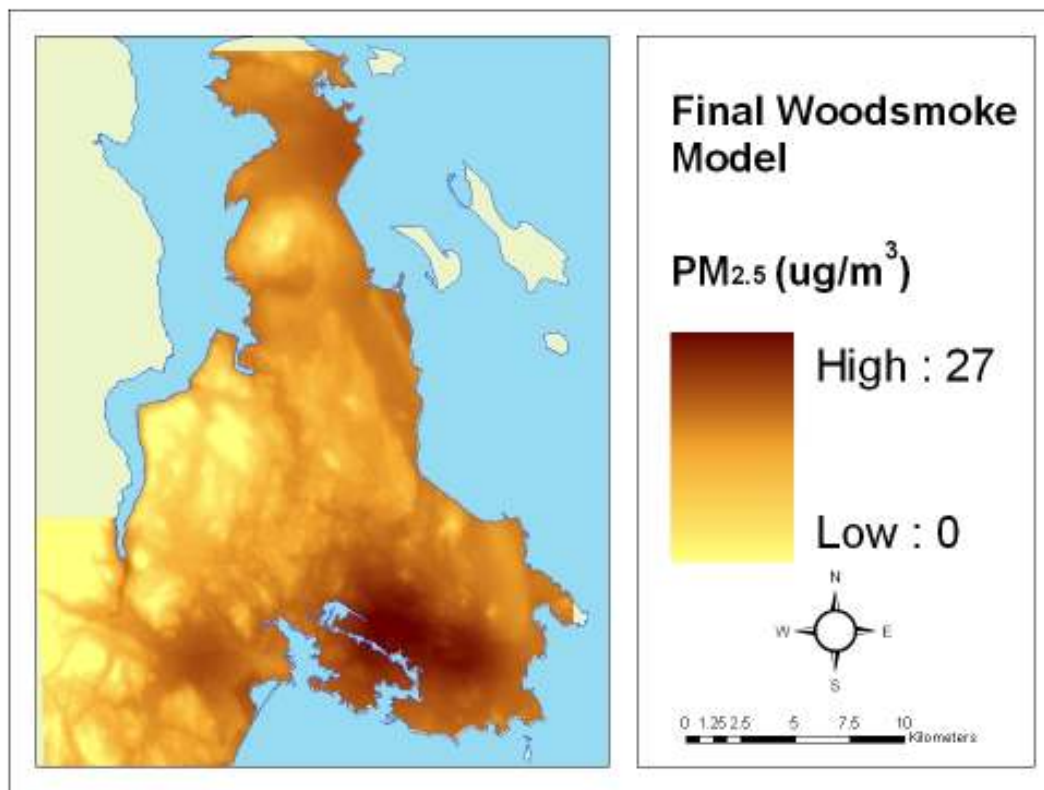 Final Woodsmoke
Model
PM2.5 (ug/m³)
High : 27
Low : 0
N
W E
S
0 1.25 2.5 5 7.5 10
Kilometers